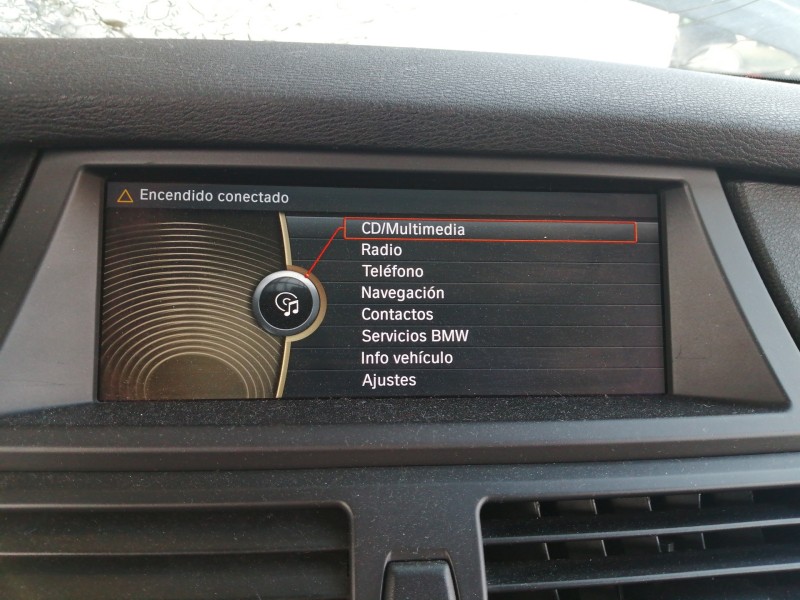 Encendido conectado
CD/Multimedia
Radio
Teléfono
Navegación
Contactos
Servicios BMW
Info vehículo
Ajustes